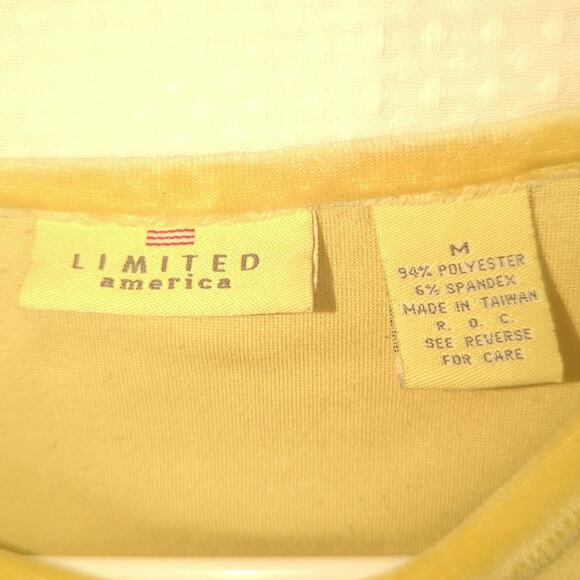 LIMITED
america
M
94% POLYESTER
6% SPANDEX
MADE IN TAIWAN
R. O. C.
SEE REVERSE
FOR CARE